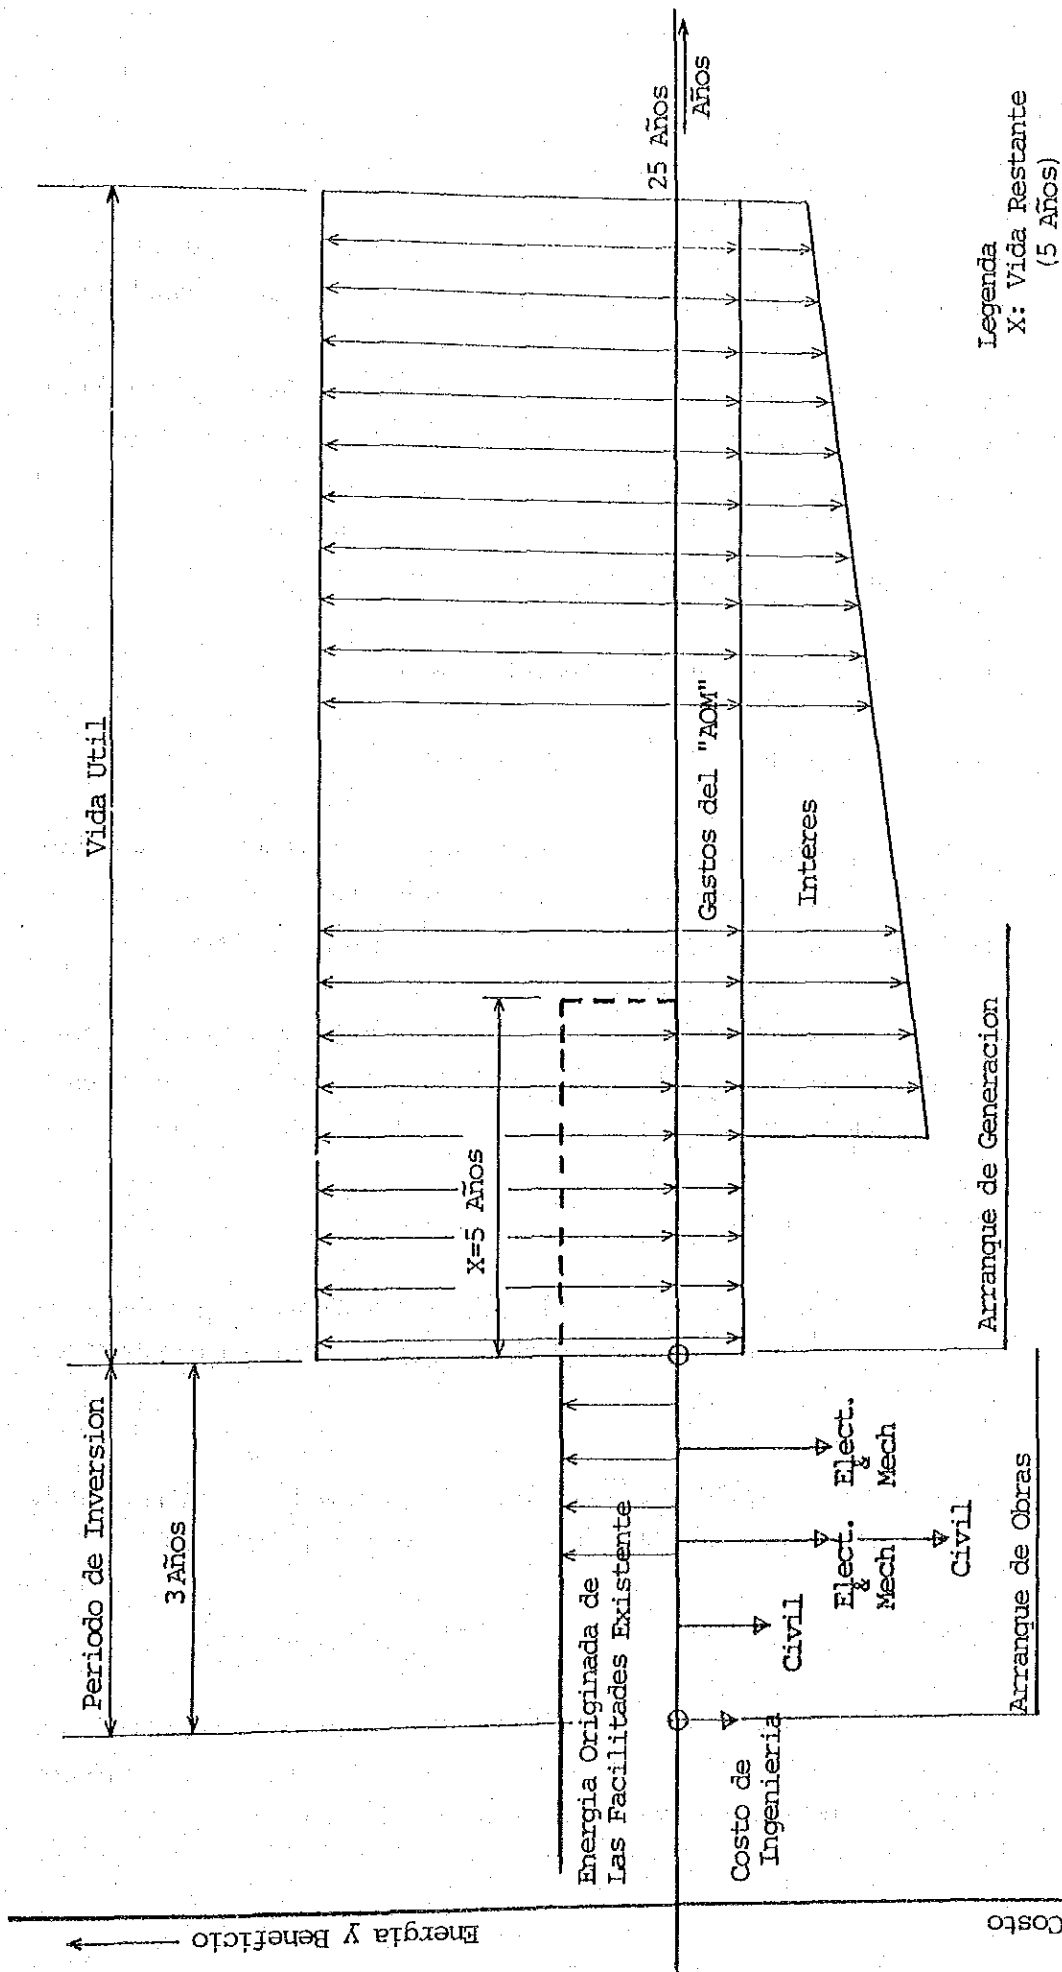 Vida Util
Periodo de Inversion
3 Años
Energia y Beneficio
X=5 Años
Energia Originada de
Las Facilitades Existente
25 Años
Años
Gastos del "AOM"
Interes
Costo de
Ingenieria
Civil
Elect.
&
Mech
Civil
Elect.
&
Mech
Arranque de Obras
Arranque de Generacion
Costo
Legenda
X: Vida Restante
(5 Años)